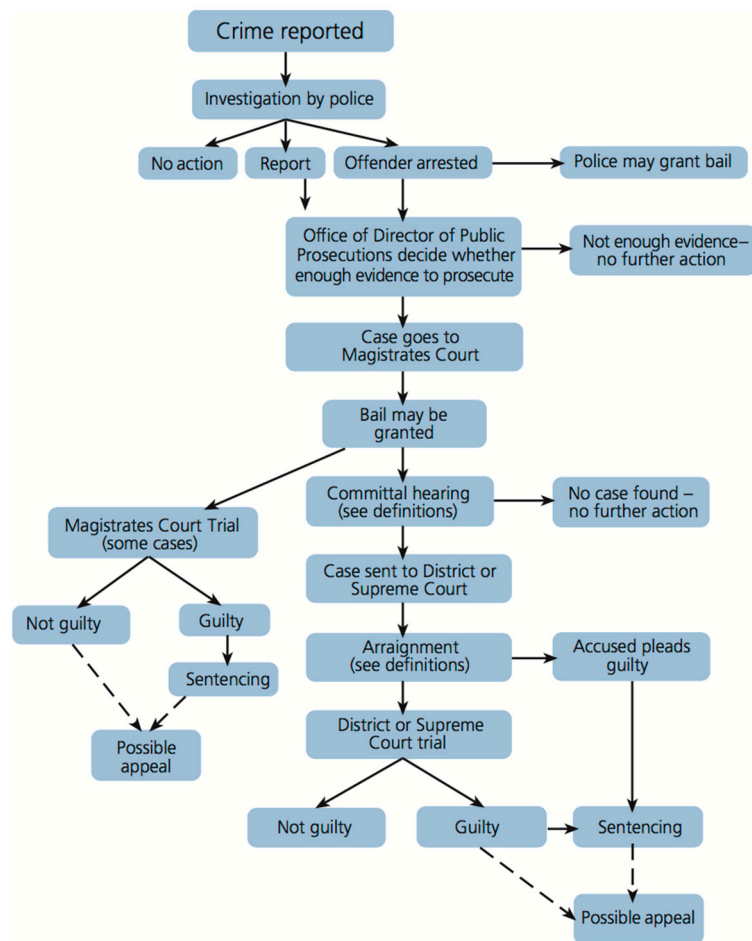 Crime reported
Investigation by police
No action
Report
Offender arrested
Police may grant bail
Office of Director of Public
Prosecutions decide whether
enough evidence to prosecute
Not enough evidence–
no further action
Case goes to
Magistrates Court
Bail may be
granted
Magistrates Court Trial
(some cases)
Committal hearing
(see definitions)
No case found –
no further action
Case sent to District or
Supreme Court
Not guilty
Guilty
Arraignment
(see definitions)
Accused pleads
guilty
Sentencing
District or Supreme
Court trial
Possible
appeal
Not guilty
Guilty
Sentencing
Possible appeal